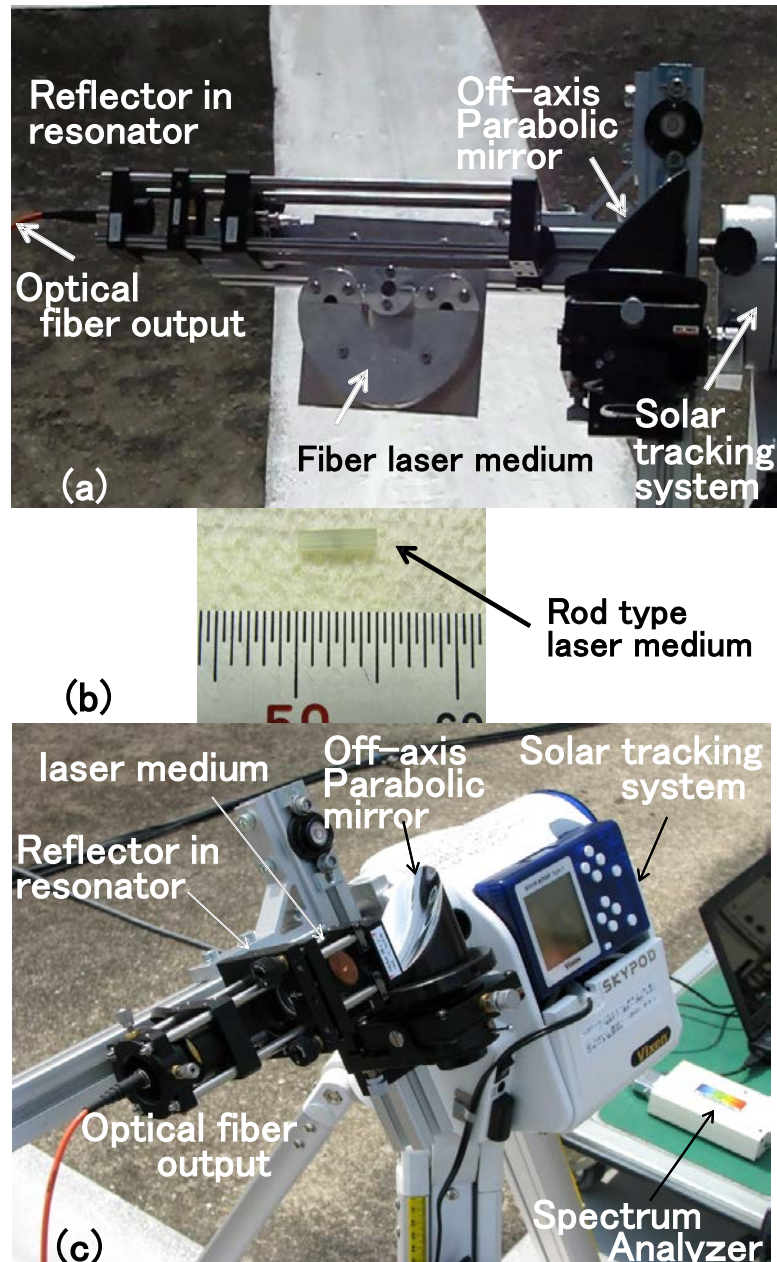 Reflector in
resonator
Off-axis
Parabolic
mirror
Optical
fiber output
Fiber laser medium
Solar
tracking
system
(a)
Rod type
laser medium
(b)
50
60
laser medium
Off-axis
Parabolic
mirror
Solar tracking
system
Reflector in
resonator
SKYPOD
Vixen
Vixen
Optical fiber
output
Spectrum
Analyzer
(c)